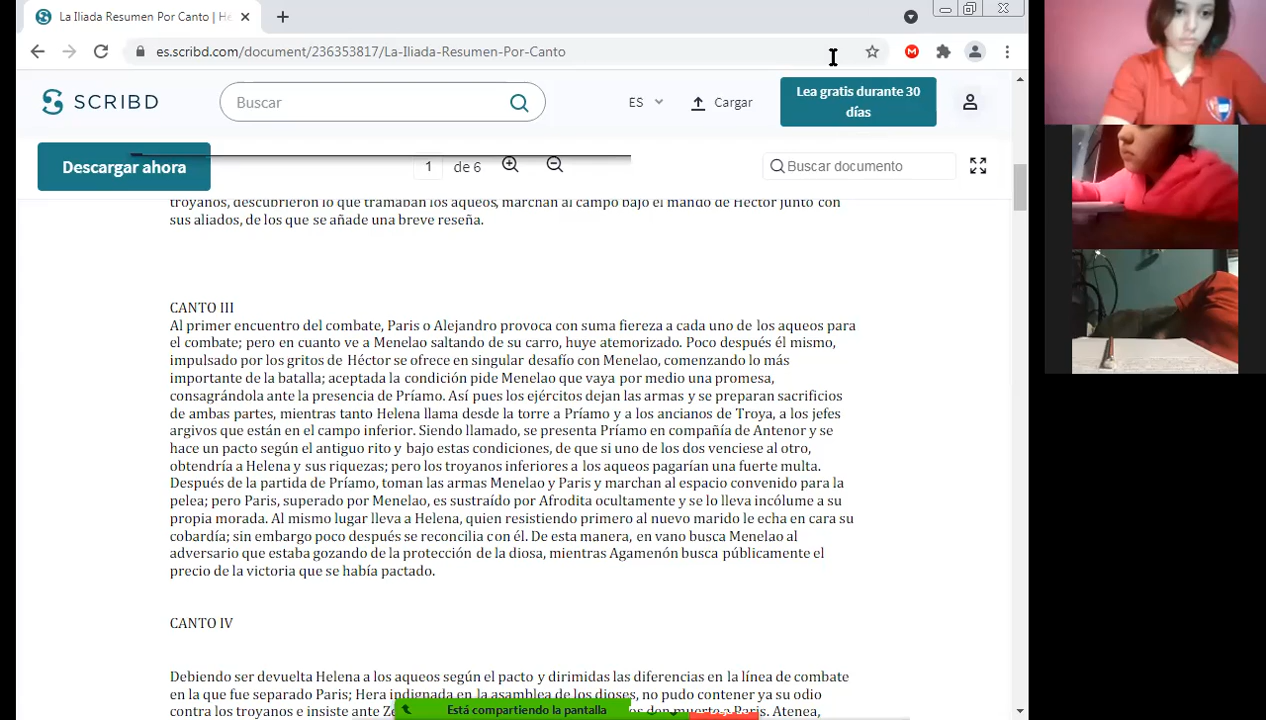 La Iliada Resumen Por Canto | He
es.scribd.com/document/236353817/La-Iliada-Resumen-Por-Canto
M
SCRIBD
Buscar
ES
Cargar
Lea gratis durante 30
días
Descargar ahora
1 de 6
Buscar documento
troyanos, descubrieron lo que tramaban los aqueos, marchan al campo bajo el mando de Héctor junto con
sus aliados, de los que se añade una breve reseña.
CANTO III
Al primer encuentro del combate, Paris o Alejandro provoca con suma fiereza a cada uno de los aqueos para
el combate; pero en cuanto ve a Menelao saltando de su carro, huye atemorizado. Poco después él mismo,
impulsado por los gritos de Héctor se ofrece en singular desafío con Menelao, comenzando lo más
importante de la batalla; aceptada la condición pide Menelao que vaya por medio una promesa,
consagrándola ante la presencia de Príamo. Así pues los ejércitos dejan las armas y se preparan sacrificios
de ambas partes, mientras tanto Helena llama desde la torre a Príamo y a los ancianos de Troya, a los jefes
argivos que están en el campo inferior. Siendo llamado, se presenta Príamo en compañía de Antenor y se
hace un pacto según el antiguo rito y bajo estas condiciones, de que si uno de los dos venciese al otro,
obtendría a Helena y sus riquezas; pero los troyanos inferiores a los aqueos pagarían una fuerte multa.
Después de la partida de Príamo, toman las armas Menelao y Paris y marchan al espacio convenido para la
pelea; pero Paris, superado por Menelao, es sustraído por Afrodita ocultamente y se lo lleva incólume a su
propia morada. Al mismo lugar lleva a Helena, quien resistiendo primero al nuevo marido le echa en cara su
cobardía; sin embargo poco después se reconcilia con él. De esta manera, en vano busca Menelao al
adversario que estaba gozando de la protección de la diosa, mientras Agamenón busca públicamente el
precio de la victoria que se había pactado.
CANTO IV
Debiendo ser devuelta Helena a los aqueos según el pacto y dirimidas las diferencias en la línea de combate
en la que fue separado Paris; Hera indignada en la asamblea de los dioses, no pudo contener ya su odio
contra los troyanos e insiste ante Ze don muerto a Paris. Atenea,
Está compartiendo la pantalla